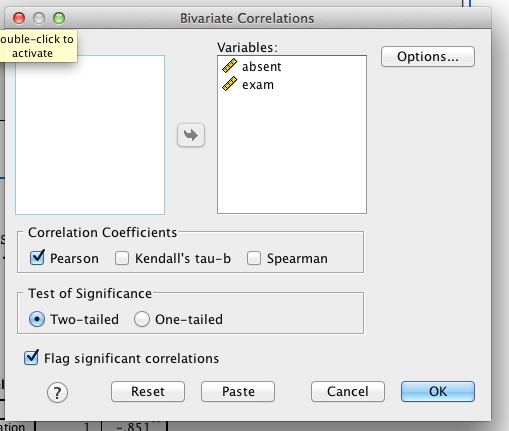 Bivariate Correlations
ouble-click to
activate
Variables:
absent
exam
Options...
Correlation Coefficients
Pearson Kendall's tau-b Spearman
Test of Significance
Two-tailed One-tailed
Flag significant correlations
? Reset Paste Cancel OK
ation 1 -.851